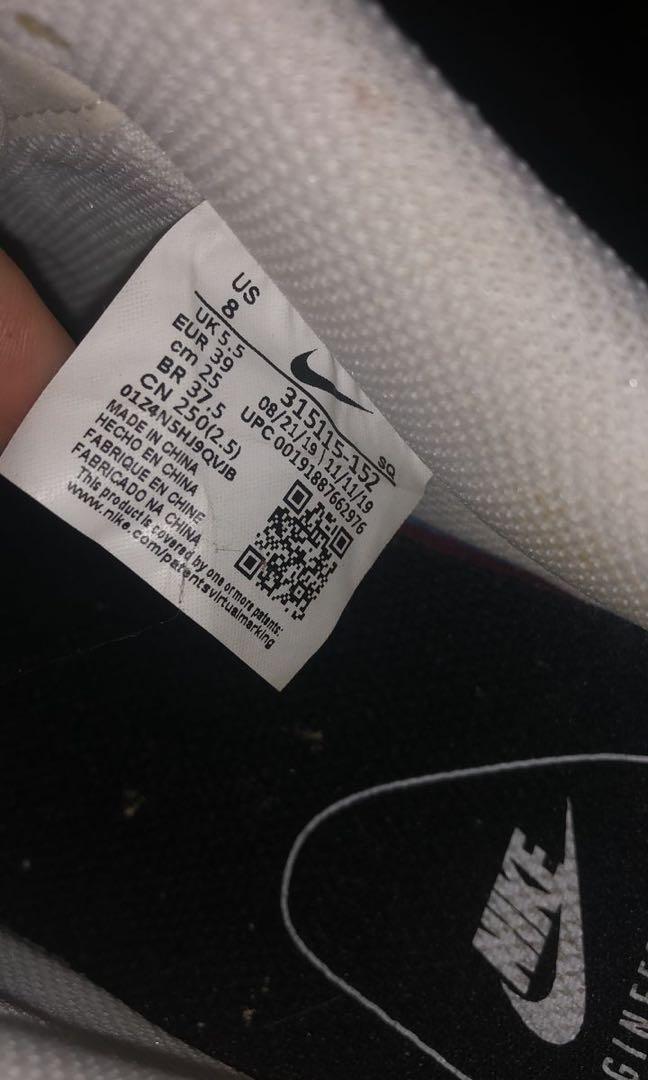 US
8
UK 5,5
EUR 39
cm 25
BR 37,5
CN 250(2.5)
01Z4N5HJ9QVJB
MADE IN CHINA
HECHO EN CHINA
FABRIQUE EN CHINE
FABRICADO NA CHINA
This product is covered by one or more patents:
www.nike.com/patentsvirtualmarking
315115-152 SQ
08/21/19 | 11/11/19
UPC 00191887662976
NIKE